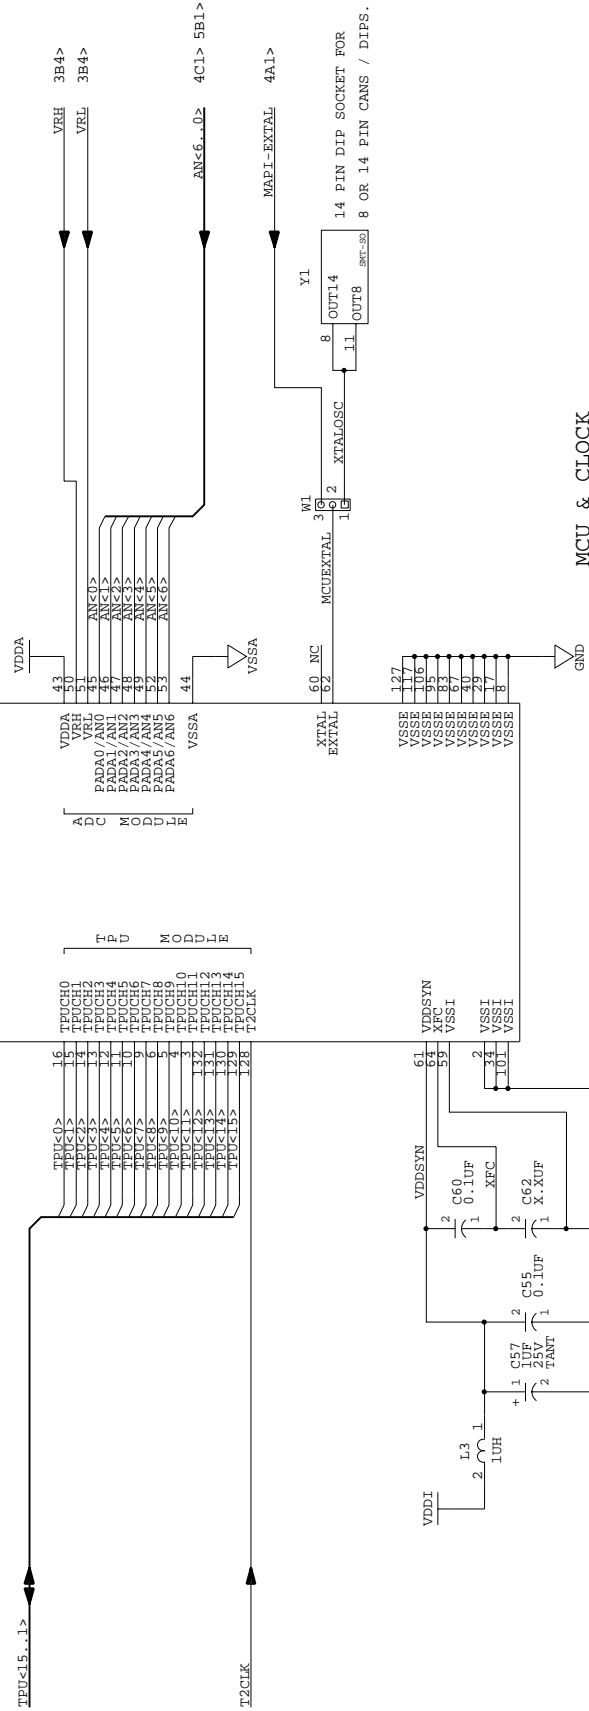 TPU<15..1>
T2CLK
TPU<0>
TPU<1>
TPU<2>
TPU<3>
TPU<4>
TPU<5>
TPU<6>
TPU<7>
TPU<8>
TPU<9>
TPU<10>
TPU<11>
TPU<12>
TPU<13>
TPU<14>
TPU<15>
16 TPUCH0
15 TPUCH1
14 TPUCH2
13 TPUCH3
12 TPUCH4
11 TPUCH5
10 TPUCH6
9 TPUCH7
6 TPUCH8
5 TPUCH9
4 TPUCH10
3 TPUCH11
132 TPUCH12
131 TPUCH13
130 TPUCH14
129 TPUCH15
128 T2CLK
TPU MODULE
ADC MODULE
VDDA 43
VRH 50
VRL 51
PADA0/AN0 45
PADA1/AN1 46
PADA2/AN2 47
PADA3/AN3 48
PADA4/AN4 49
PADA5/AN5 52
PADA6/AN6 53
VSSA 44
VDDA
VSSA
AN<0>
AN<1>
AN<2>
AN<3>
AN<4>
AN<5>
AN<6>
VRH 3B4>
VRL 3B4>
AN<6..0> 4C1> 5B1>
MAPI-EXTAL 4A1>
XTAL 60 NC
EXTAL 62
MCUEXTAL
W1
3
2
1
XTALOSC
Y1
8 OUT14
11 OUT8
SMT-SO
14 PIN DIP SOCKET FOR
8 OR 14 PIN CANS / DIPS.
VSSE 127
VSSE 117
VSSE 106
VSSE 95
VSSE 83
VSSE 67
VSSE 40
VSSE 29
VSSE 17
VSSE 8
GND
61 VDDSYN
64 XFC
59 VSSI
2 VSSI
34 VSSI
101 VSSI
VDDSYN
XFC
VDDI
L3
2 1
1UH
C57
1UF
25V
TANT
+ 1
2
C55
0.1UF
2
1
C60
0.1UF
2
1
C62
X.XUF
2
1
MCU & CLOCK